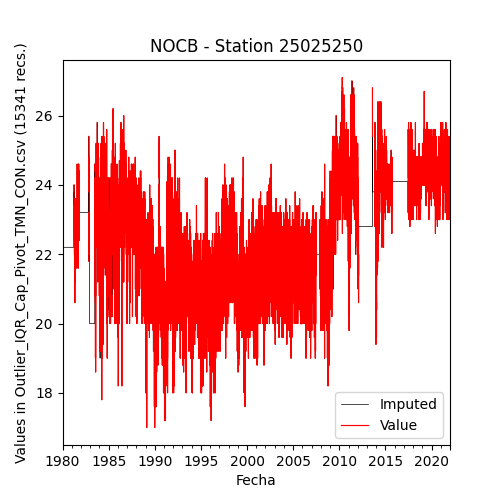 NOCB - Station 25025250
Values in Outlier_IQR_Cap_Pivot_TMN_CON.csv (15341 recs.)
26
24
22
20
18
Imputed
Value
1980 1985 1990 1995 2000 2005 2010 2015 2020
Fecha